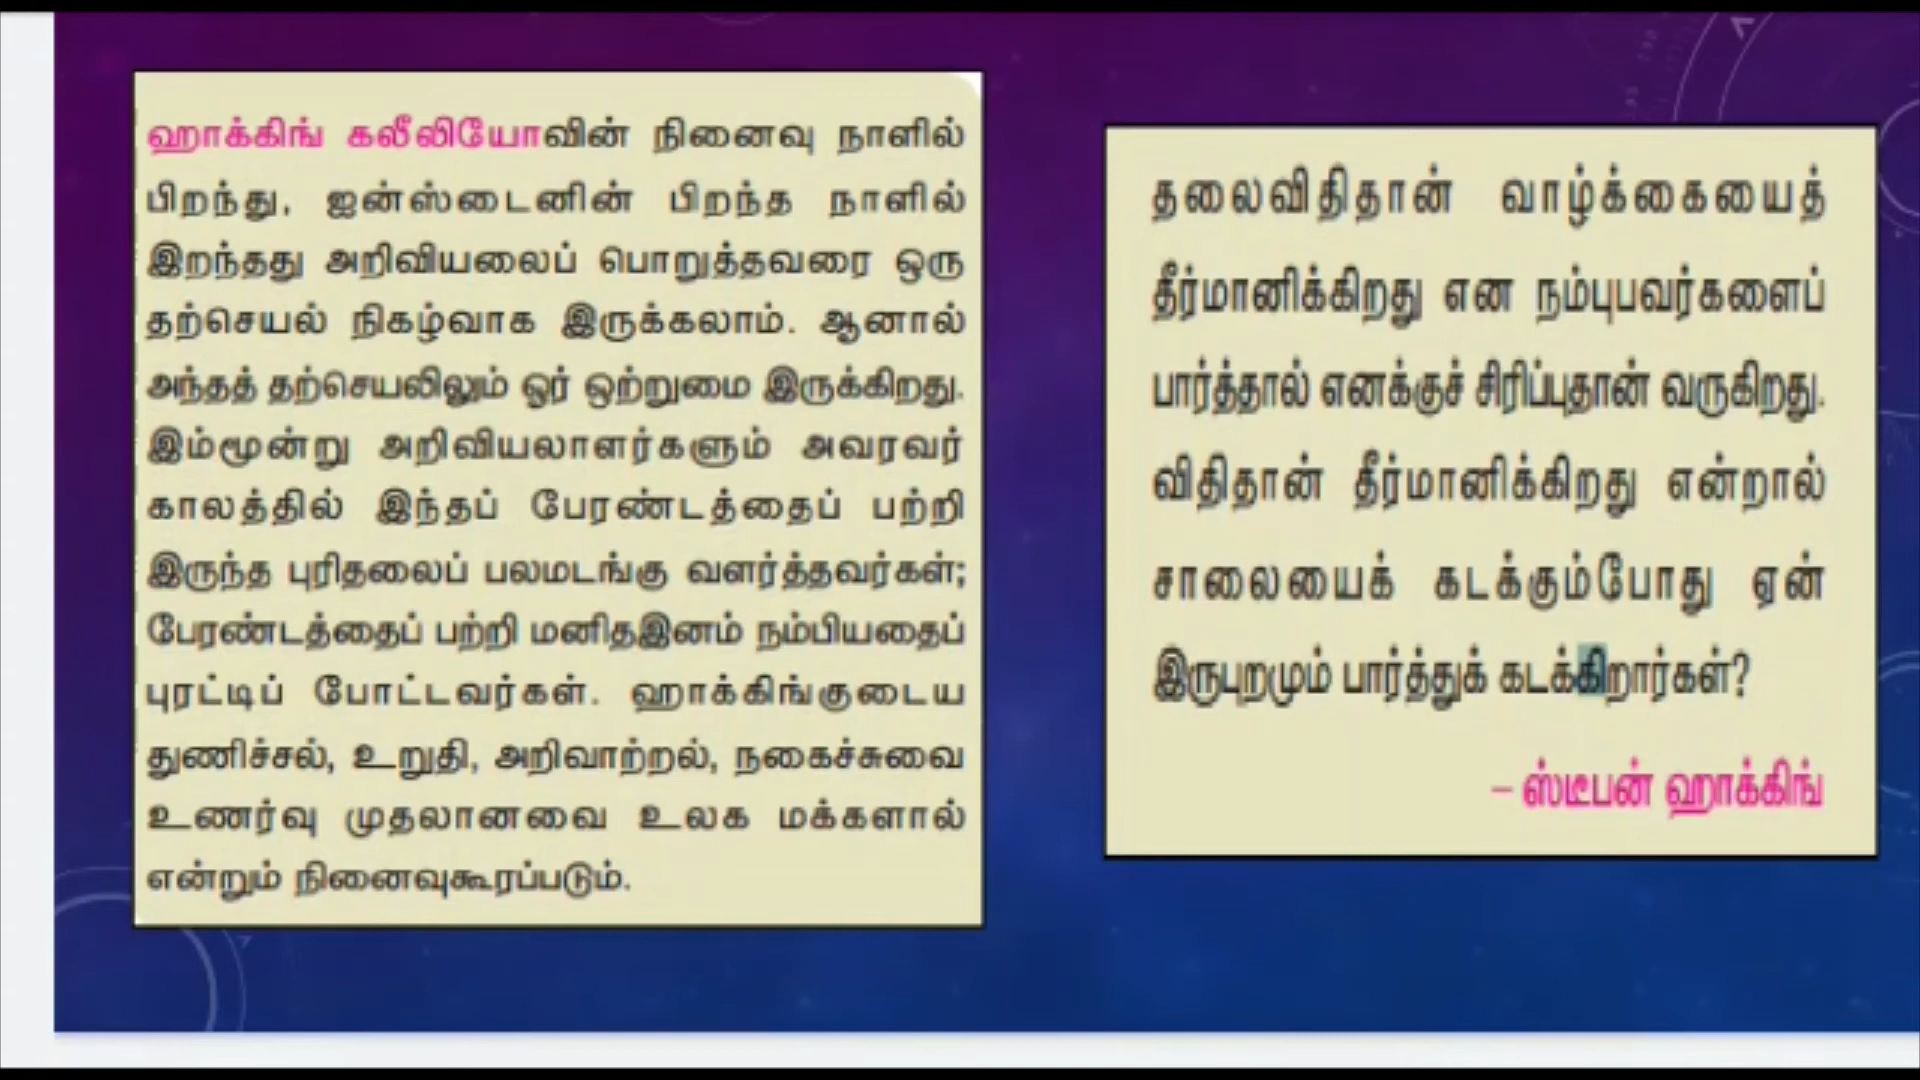 ஹாக்கிங் கலீலியோவின் நினைவு நாளில்
பிறந்து, ஐன்ஸ்டைனின் பிறந்த நாளில்
இறந்தது அறிவியலைப் பொறுத்தவரை ஒரு
தற்செயல் நிகழ்வாக இருக்கலாம். ஆனால்
அந்தத் தற்செயலிலும் ஓர் ஒற்றுமை இருக்கிறது.
இம்மூன்று அறிவியலாளர்களும் அவரவர்
காலத்தில் இந்தப் பேரண்டத்தைப் பற்றி
இருந்த புரிதலைப் பலமடங்கு வளர்த்தவர்கள்;
பேரண்டத்தைப் பற்றி மனிதஇனம் நம்பியதைப்
புரட்டிப் போட்டவர்கள். ஹாக்கிங்குடைய
துணிச்சல், உறுதி, அறிவாற்றல், நகைச்சுவை
உணர்வு முதலானவை உலக மக்களால்
என்றும் நினைவுகூரப்படும்.
தலைவிதிதான் வாழ்க்கையைத்
தீர்மானிக்கிறது என நம்புபவர்களைப்
பார்த்தால் எனக்குச் சிரிப்புதான் வருகிறது.
விதிதான் தீர்மானிக்கிறது என்றால்
சாலையைக் கடக்கும்போது ஏன்
இருபுறமும் பார்த்துக் கடக்கிறார்கள்?
– ஸ்டீபன் ஹாக்கிங்